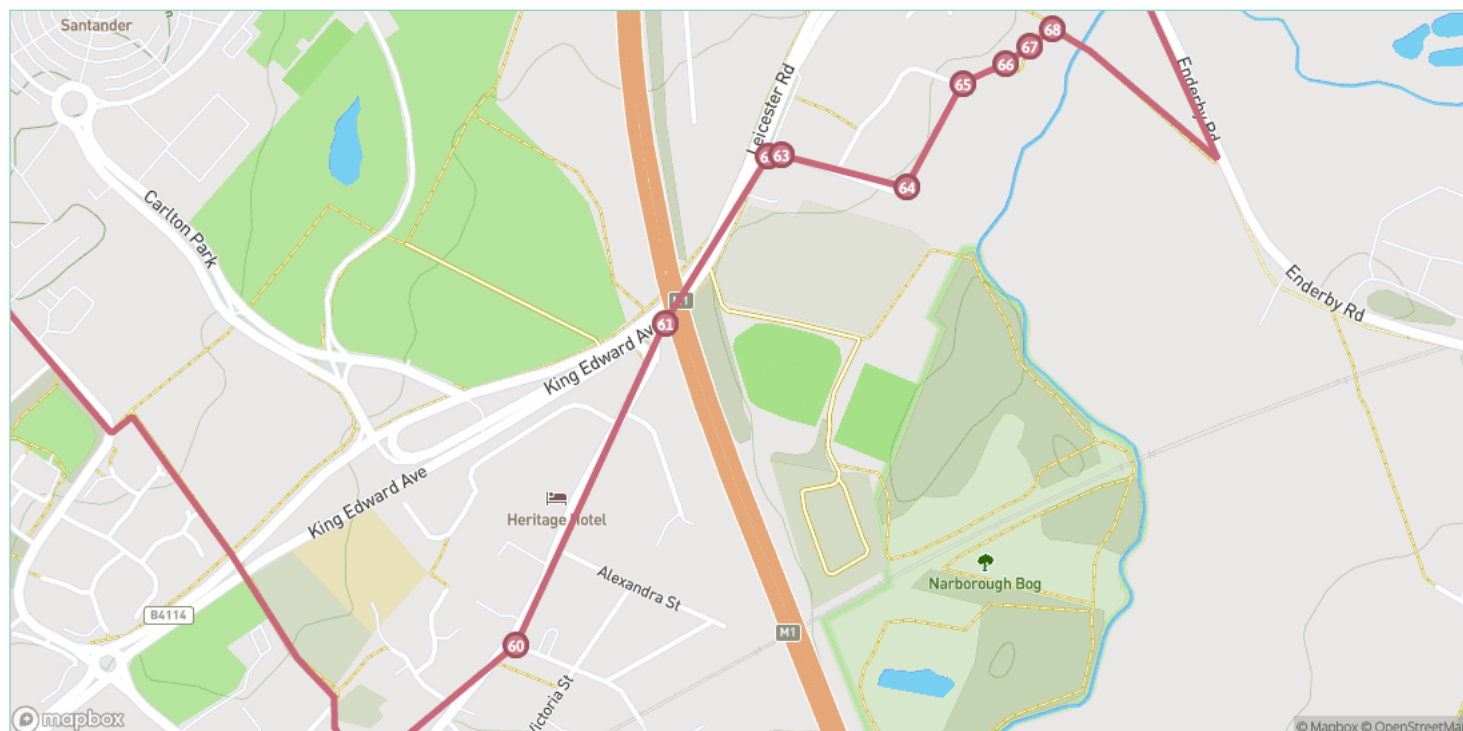 Santander
68
67
66
65
Enderby Rd
Leicester Rd
63
64
Carlton Park
M1
61
King Edward Ave
Enderby Rd
King Edward Ave
Heritage Hotel
Alexandra St
Narborough Bog
B4114
M1
60
Victoria St
mapbox
© Mapbox © OpenStreetMap